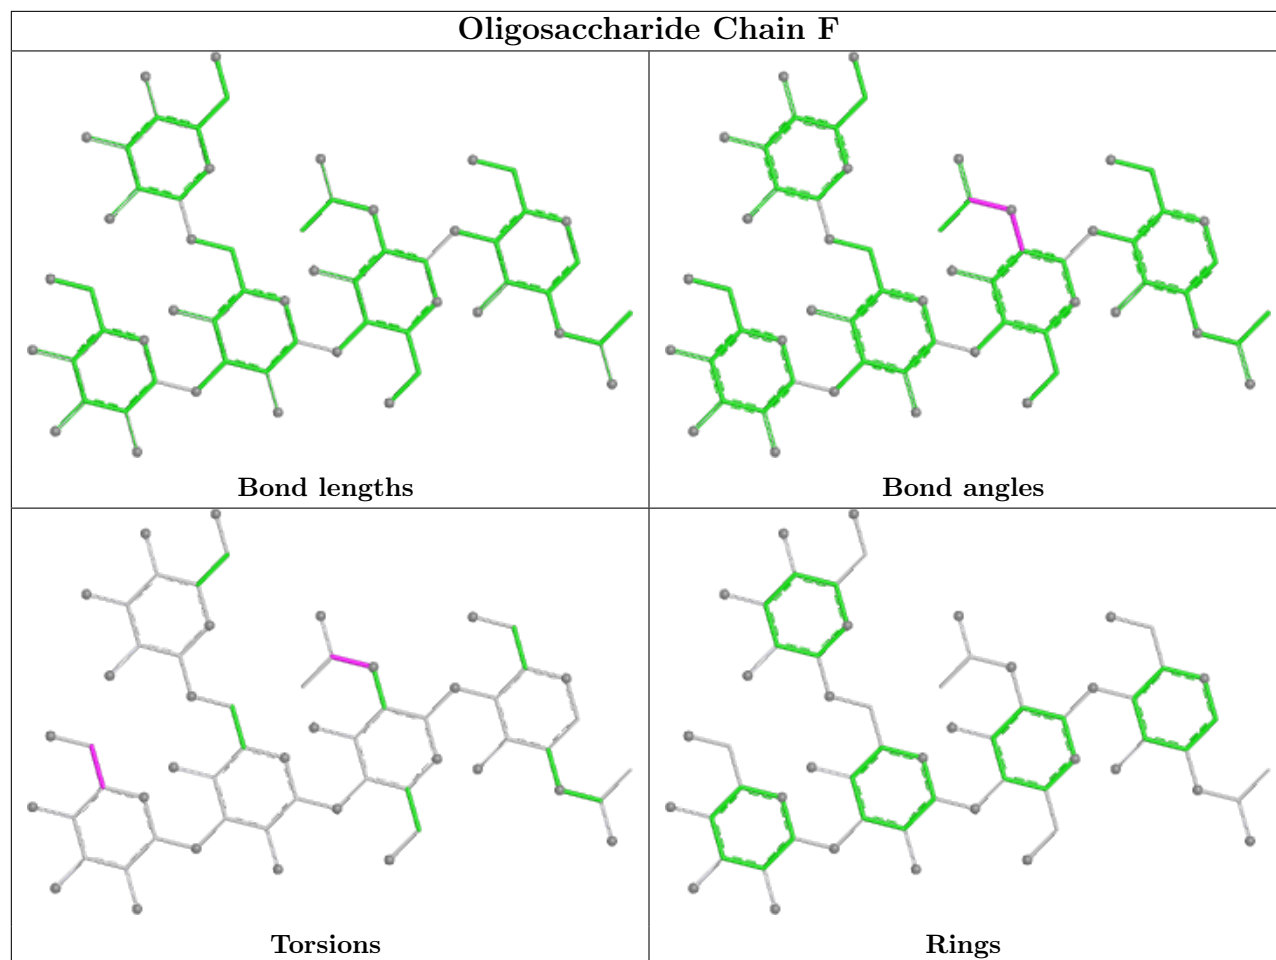 Oligosaccharide Chain F
Bond lengths
Bond angles
Torsions
Rings